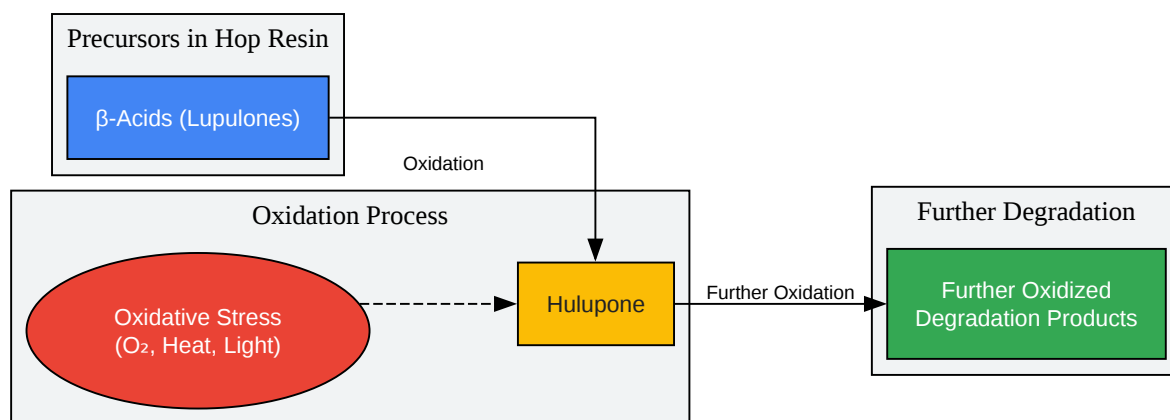 Precursors in Hop Resin
β-Acids (Lupulones)
Oxidation
Oxidation Process
Oxidative Stress
(O₂, Heat, Light)
Hulupone
Further Oxidation
Further Degradation
Further Oxidized
Degradation Products